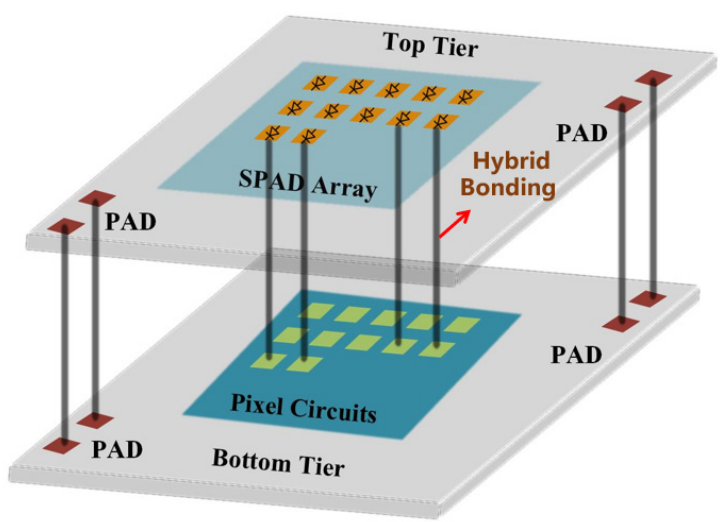 Top Tier
PAD
SPAD Array
Hybrid
Bonding
PAD
PAD
Pixel Circuits
PAD
Bottom Tier